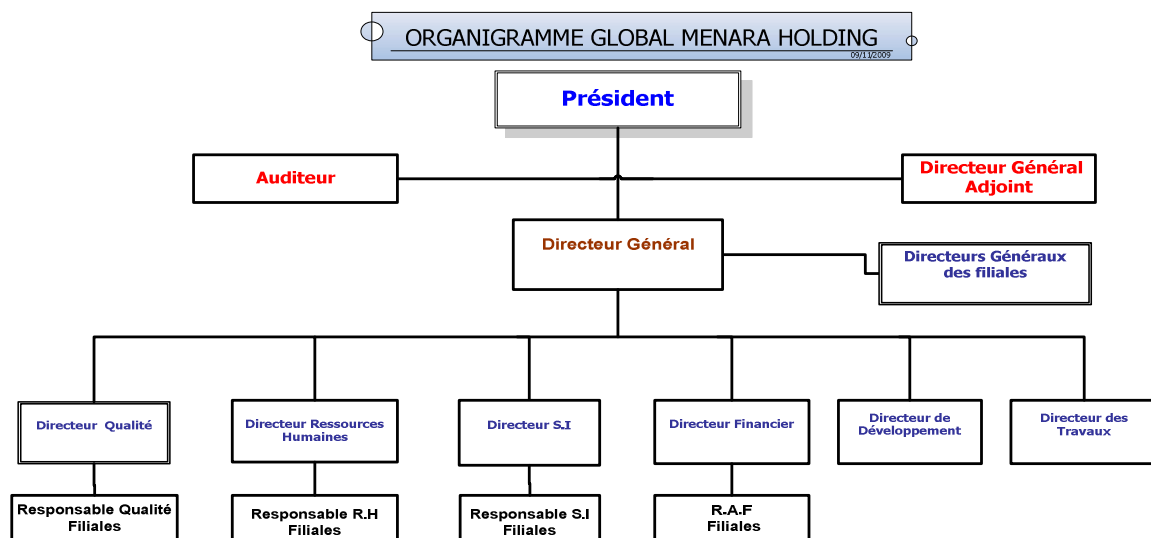 ORGANIGRAMME GLOBAL MENARA HOLDING
09/11/2009
Président
Auditeur
Directeur Général
Adjoint
Directeur Général
Directeurs Généraux
des filiales
Directeur Qualité
Directeur Ressources
Humaines
Directeur S.I
Directeur Financier
Directeur de
Développement
Directeur des
Travaux
Responsable Qualité
Filiales
Responsable R.H
Filiales
Responsable S.I
Filiales
R.A.F
Filiales